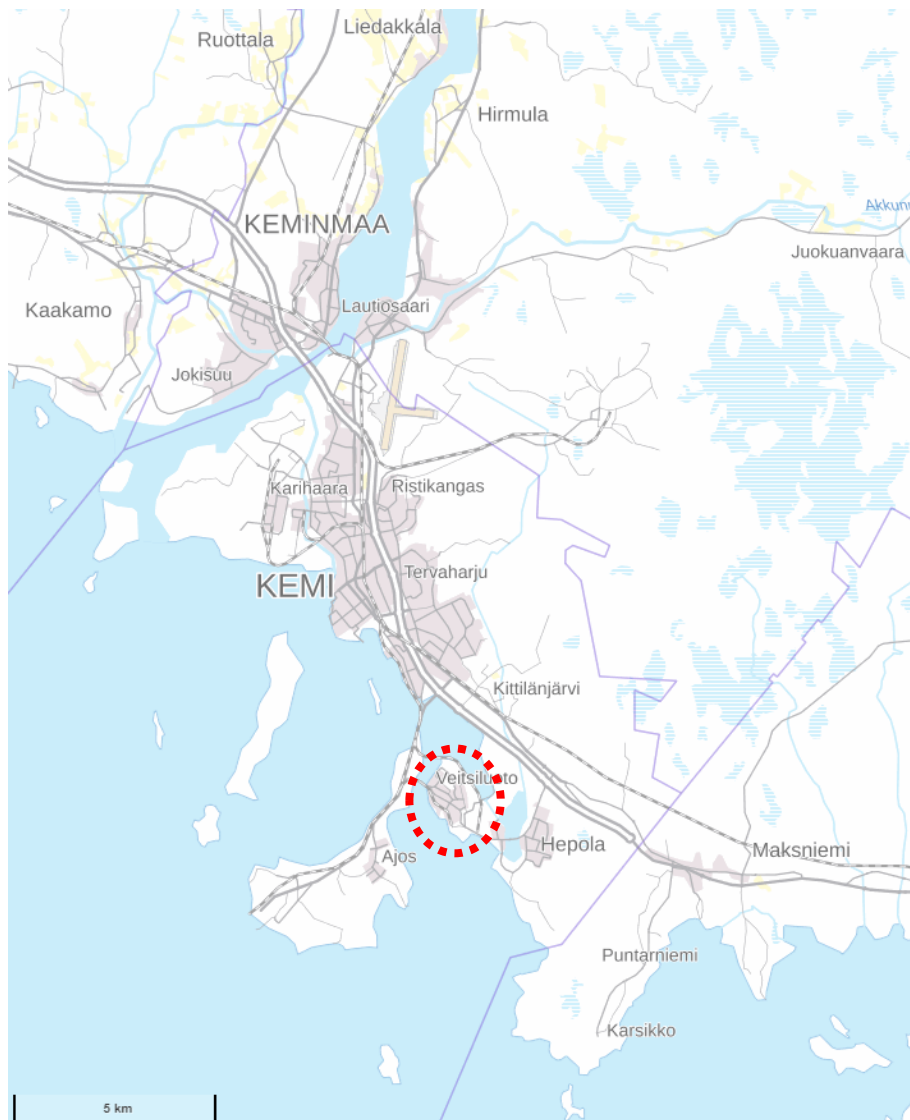 Liedakkala
Ruottala
Hirmula
Akkunu
KEMINMAA
Juokuanvaara
Lautiosaari
Kaakamo
Jokisuu
Karihaara
Ristikangas
Tervaharju
KEMI
Kittilänjärvi
Veitsiluoto
Hepola
Maksniemi
Ajos
Puntarniemi
Karsikko
5 km